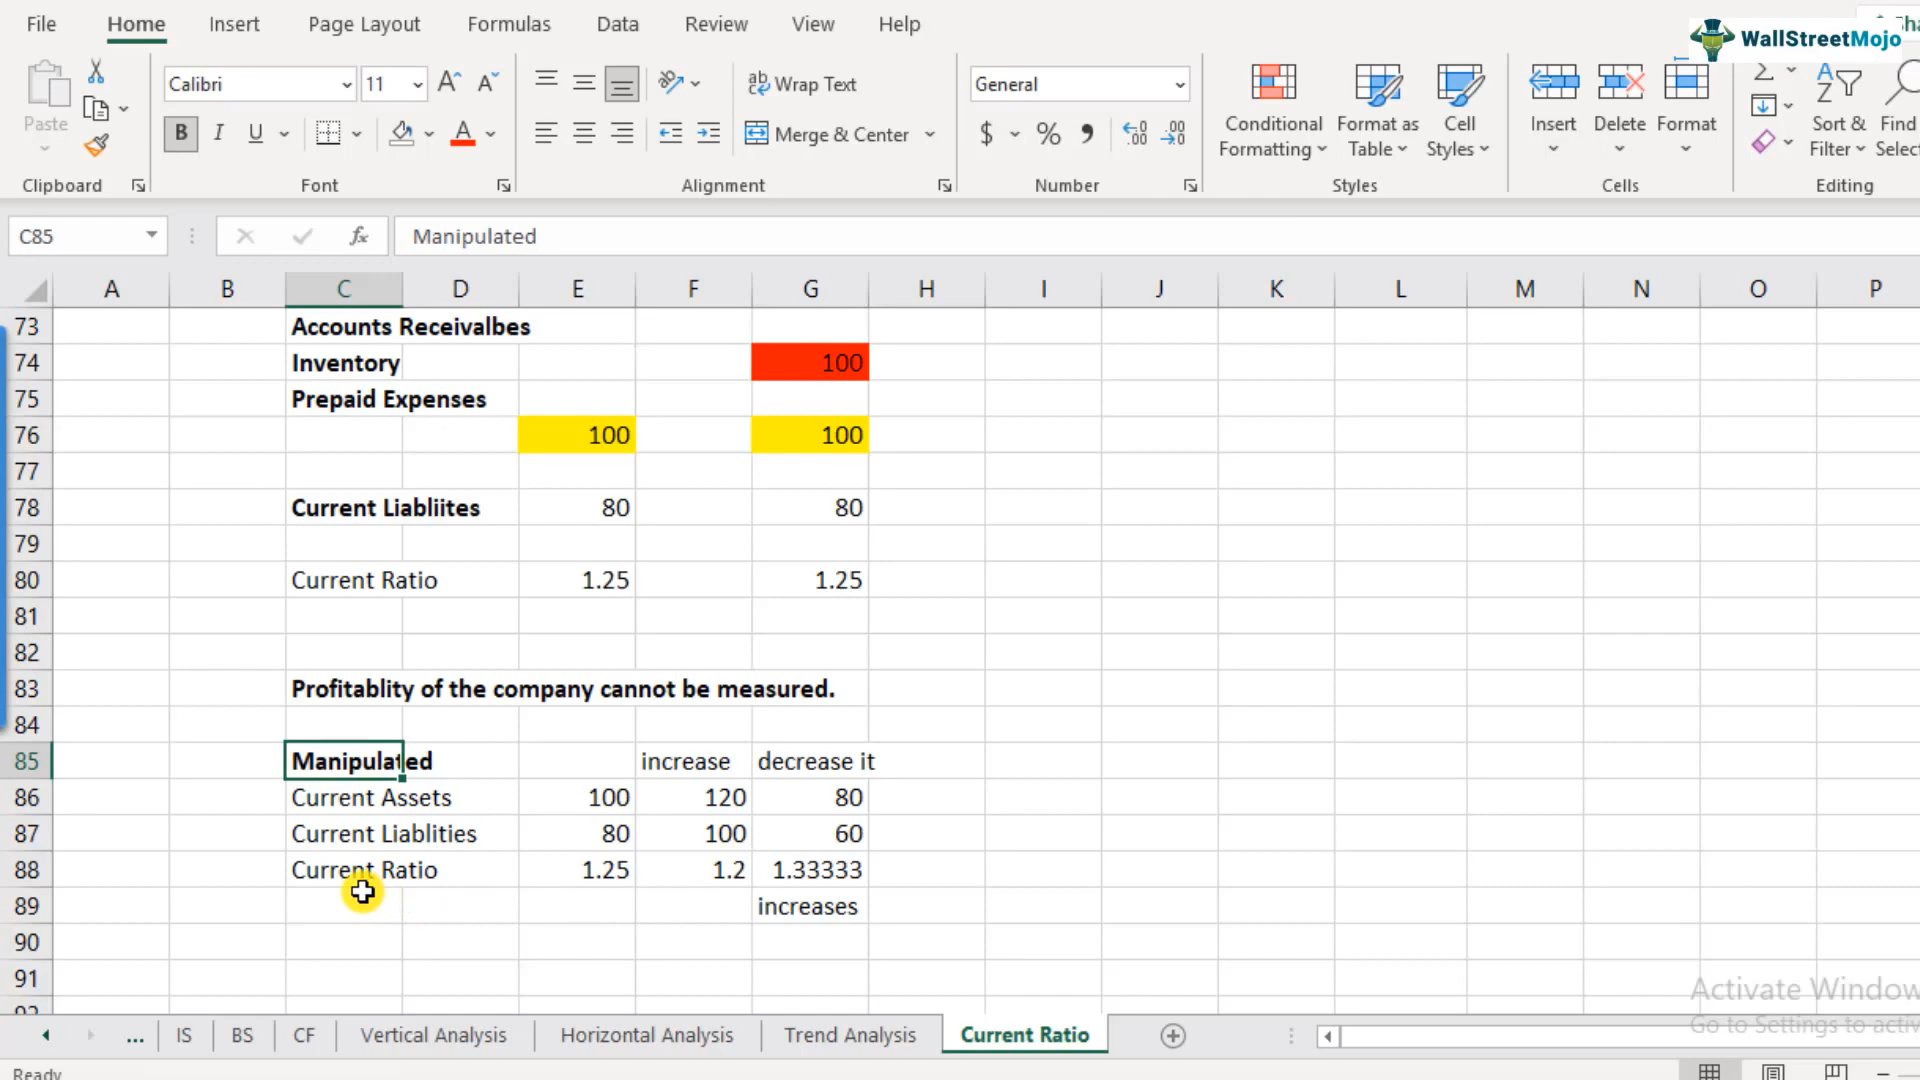 File Home Insert Page Layout Formulas Data Review View Help
WallStreetMojo
Paste
Calibri 11
B I U A
ab Wrap Text
Merge & Center
General
$ % 9
Conditional Formatting
Format as Table
Cell Styles
Insert Delete Format
Sort & Filter
Find
Clipboard Font Alignment Number Styles Cells Editing
C85 fx Manipulated
A B C D E F G H I J K L M N O P
73 Accounts Receivalbes
74 Inventory 100
75 Prepaid Expenses
76 100 100
77
78 Current Liabliites 80 80
79
80 Current Ratio 1.25 1.25
81
82
83 Profitablity of the company cannot be measured.
84
85 Manipulated increase decrease it
86 Current Assets 100 120 80
87 Current Liablities 80 100 60
88 Current Ratio 1.25 1.2 1.33333
89 increases
90
91
Activate Window
Go to Settings to activ
... IS BS CF Vertical Analysis Horizontal Analysis Trend Analysis Current Ratio
Ready